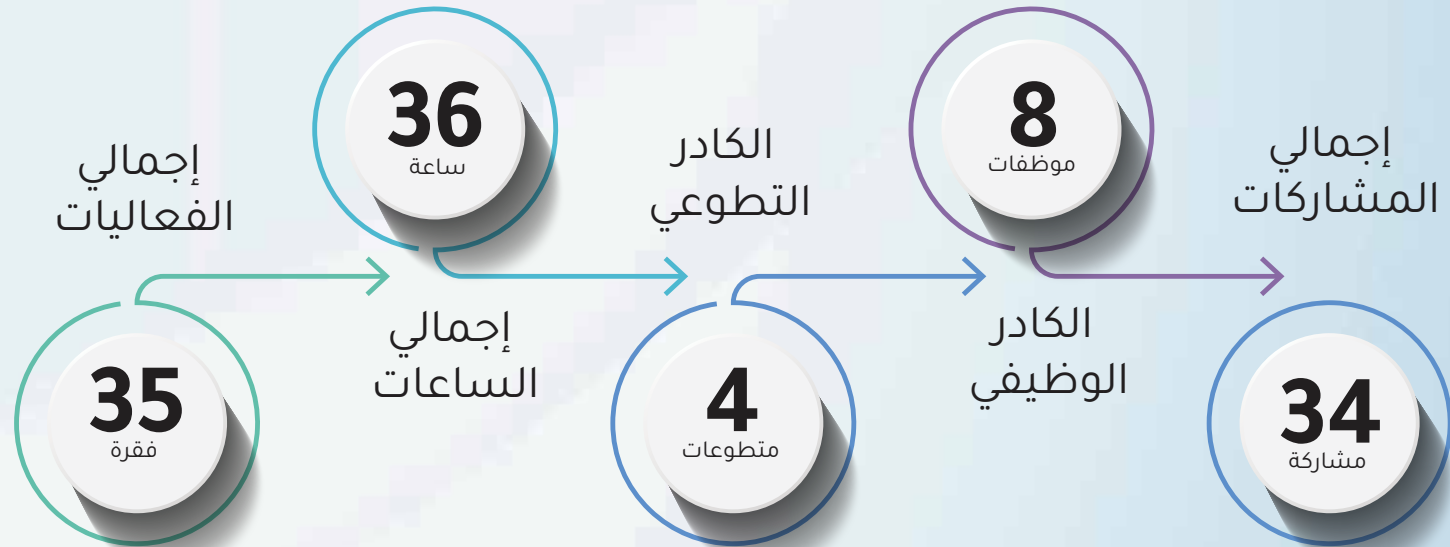 إجمالي
المشاركات
34
مشاركة
8
موظفات
الكادر
الوظيفي
الكادر
التطوعي
4
متطوعات
36
ساعة
إجمالي
الساعات
إجمالي
الفعاليات
35
فقرة